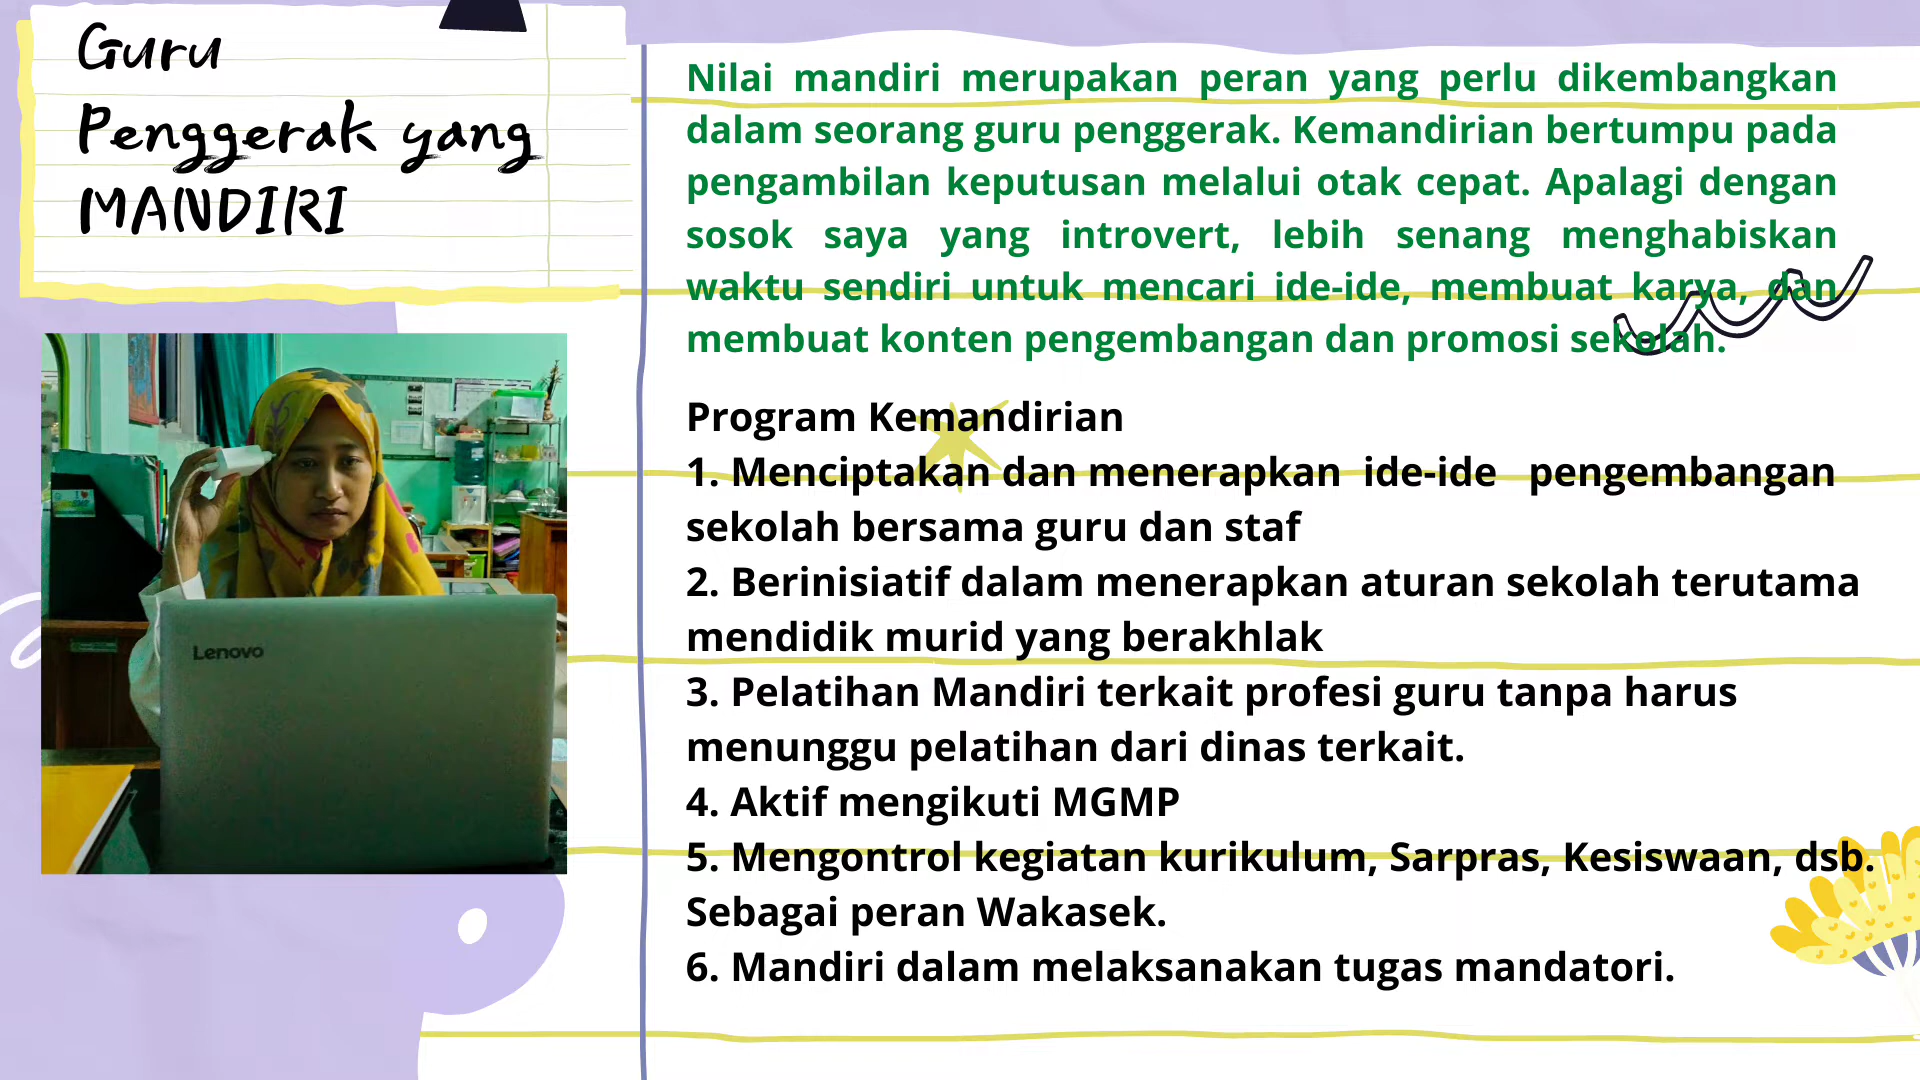 Guru
Penggerak yang
MANDIRI
Nilai mandiri merupakan peran yang perlu dikembangkan
dalam seorang guru penggerak. Kemandirian bertumpu pada
pengambilan keputusan melalui otak cepat. Apalagi dengan
sosok saya yang introvert, lebih senang menghabiskan
waktu sendiri untuk mencari ide-ide, membuat karya, dan
membuat konten pengembangan dan promosi sekolah.
Program Kemandirian
1. Menciptakan dan menerapkan ide-ide pengembangan
sekolah bersama guru dan staf
2. Berinisiatif dalam menerapkan aturan sekolah terutama
mendidik murid yang berakhlak
3. Pelatihan Mandiri terkait profesi guru tanpa harus
menunggu pelatihan dari dinas terkait.
4. Aktif mengikuti MGMP
5. Mengontrol kegiatan kurikulum, Sarpras, Kesiswaan, dsb.
Sebagai peran Wakasek.
6. Mandiri dalam melaksanakan tugas mandatori.
Lenovo